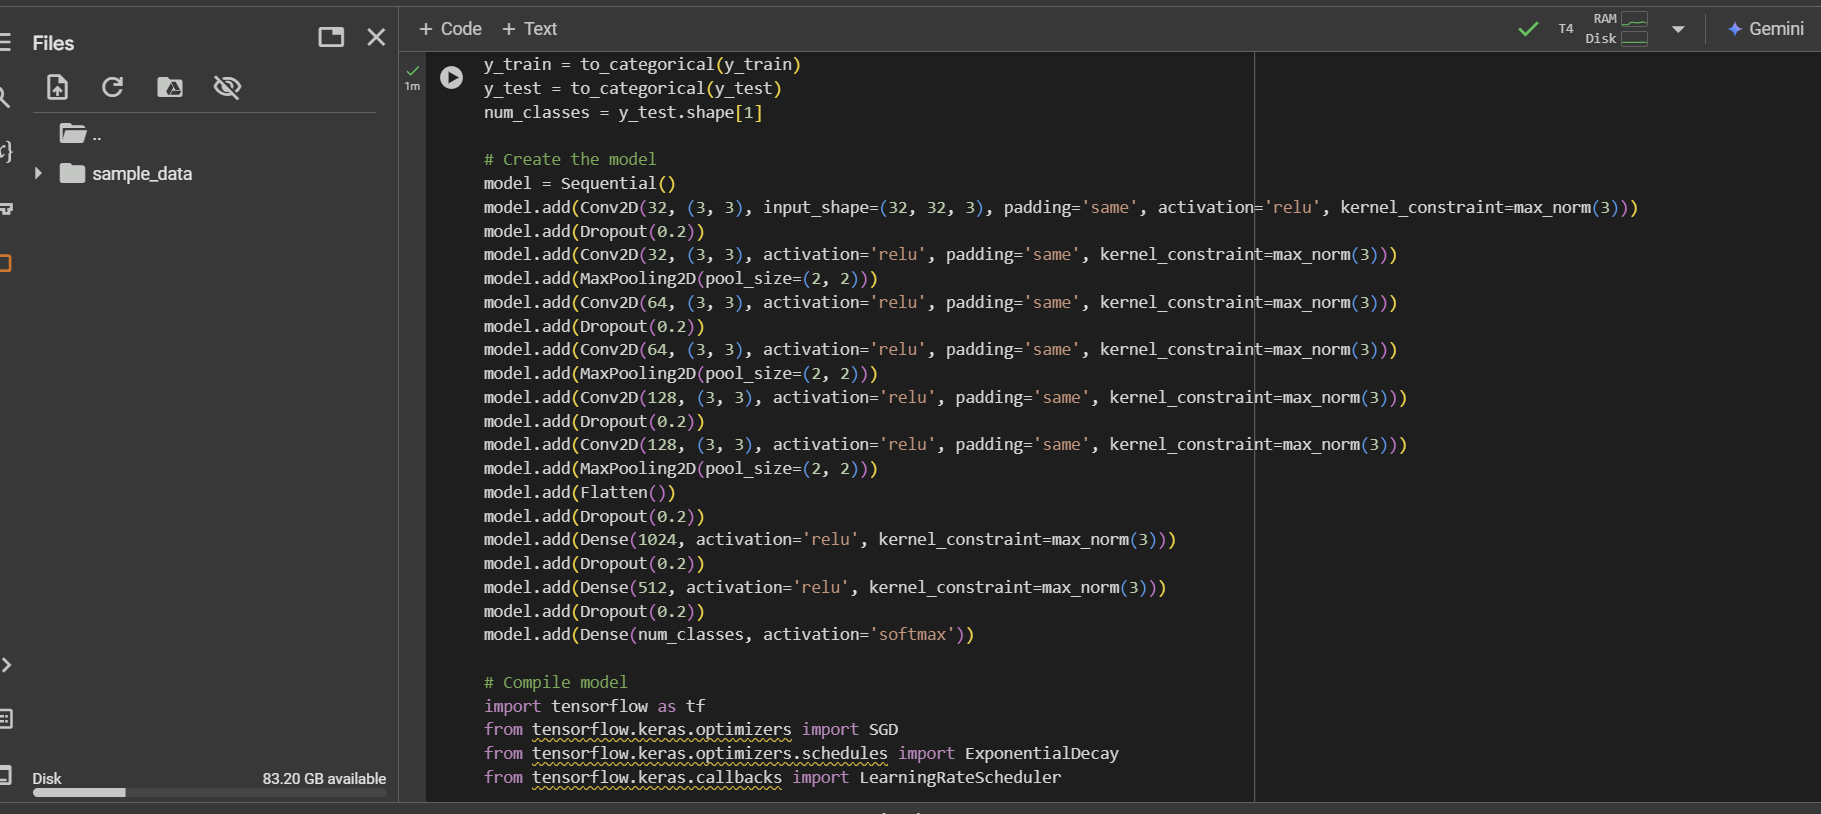 Files
..
sample_data
Disk
83.20 GB available
+ Code + Text
T4
RAM
Disk
Gemini
1m
y_train = to_categorical(y_train)
y_test = to_categorical(y_test)
num_classes = y_test.shape[1]
# Create the model
model = Sequential()
model.add(Conv2D(32, (3, 3), input_shape=(32, 32, 3), padding='same', activation='relu', kernel_constraint=max_norm(3)))
model.add(Dropout(0.2))
model.add(Conv2D(32, (3, 3), activation='relu', padding='same', kernel_constraint=max_norm(3)))
model.add(MaxPooling2D(pool_size=(2, 2)))
model.add(Conv2D(64, (3, 3), activation='relu', padding='same', kernel_constraint=max_norm(3)))
model.add(Dropout(0.2))
model.add(Conv2D(64, (3, 3), activation='relu', padding='same', kernel_constraint=max_norm(3)))
model.add(MaxPooling2D(pool_size=(2, 2)))
model.add(Conv2D(128, (3, 3), activation='relu', padding='same', kernel_constraint=max_norm(3)))
model.add(Dropout(0.2))
model.add(Conv2D(128, (3, 3), activation='relu', padding='same', kernel_constraint=max_norm(3)))
model.add(MaxPooling2D(pool_size=(2, 2)))
model.add(Flatten())
model.add(Dropout(0.2))
model.add(Dense(1024, activation='relu', kernel_constraint=max_norm(3)))
model.add(Dropout(0.2))
model.add(Dense(512, activation='relu', kernel_constraint=max_norm(3)))
model.add(Dropout(0.2))
model.add(Dense(num_classes, activation='softmax'))
# Compile model
import tensorflow as tf
from tensorflow.keras.optimizers import SGD
from tensorflow.keras.optimizers.schedules import ExponentialDecay
from tensorflow.keras.callbacks import LearningRateScheduler